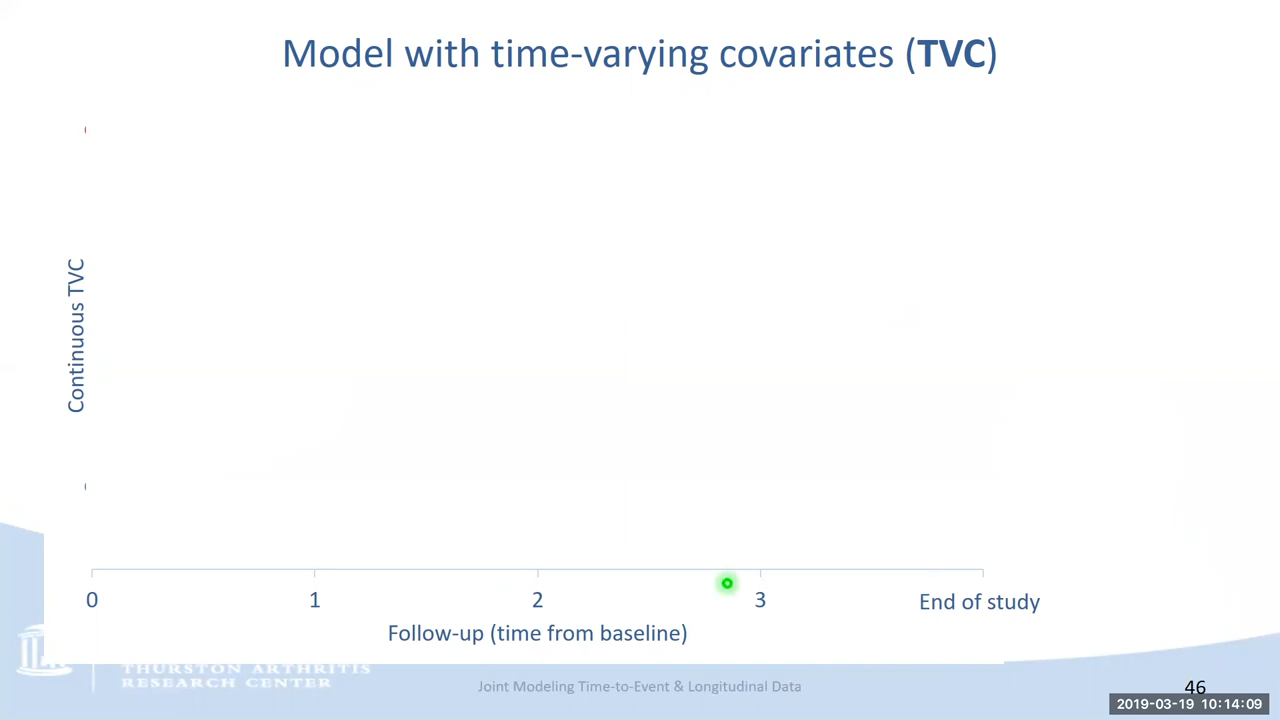 Model with time-varying covariates (TVC)
Continuous TVC
0 1 2 3 End of study
Follow-up (time from baseline)
THURSTON ARTHRITIS
RESEARCH CENTER
Joint Modeling Time-to-Event & Longitudinal Data
46
2019-03-19 10:14:09